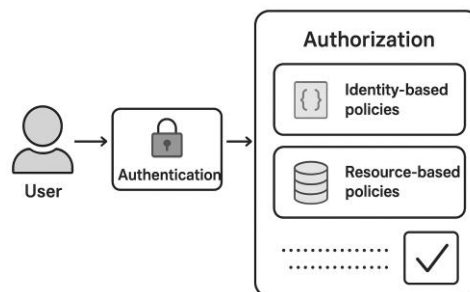 Authorization
Identity-based
policies
Authentication
User
Resource-based
policies